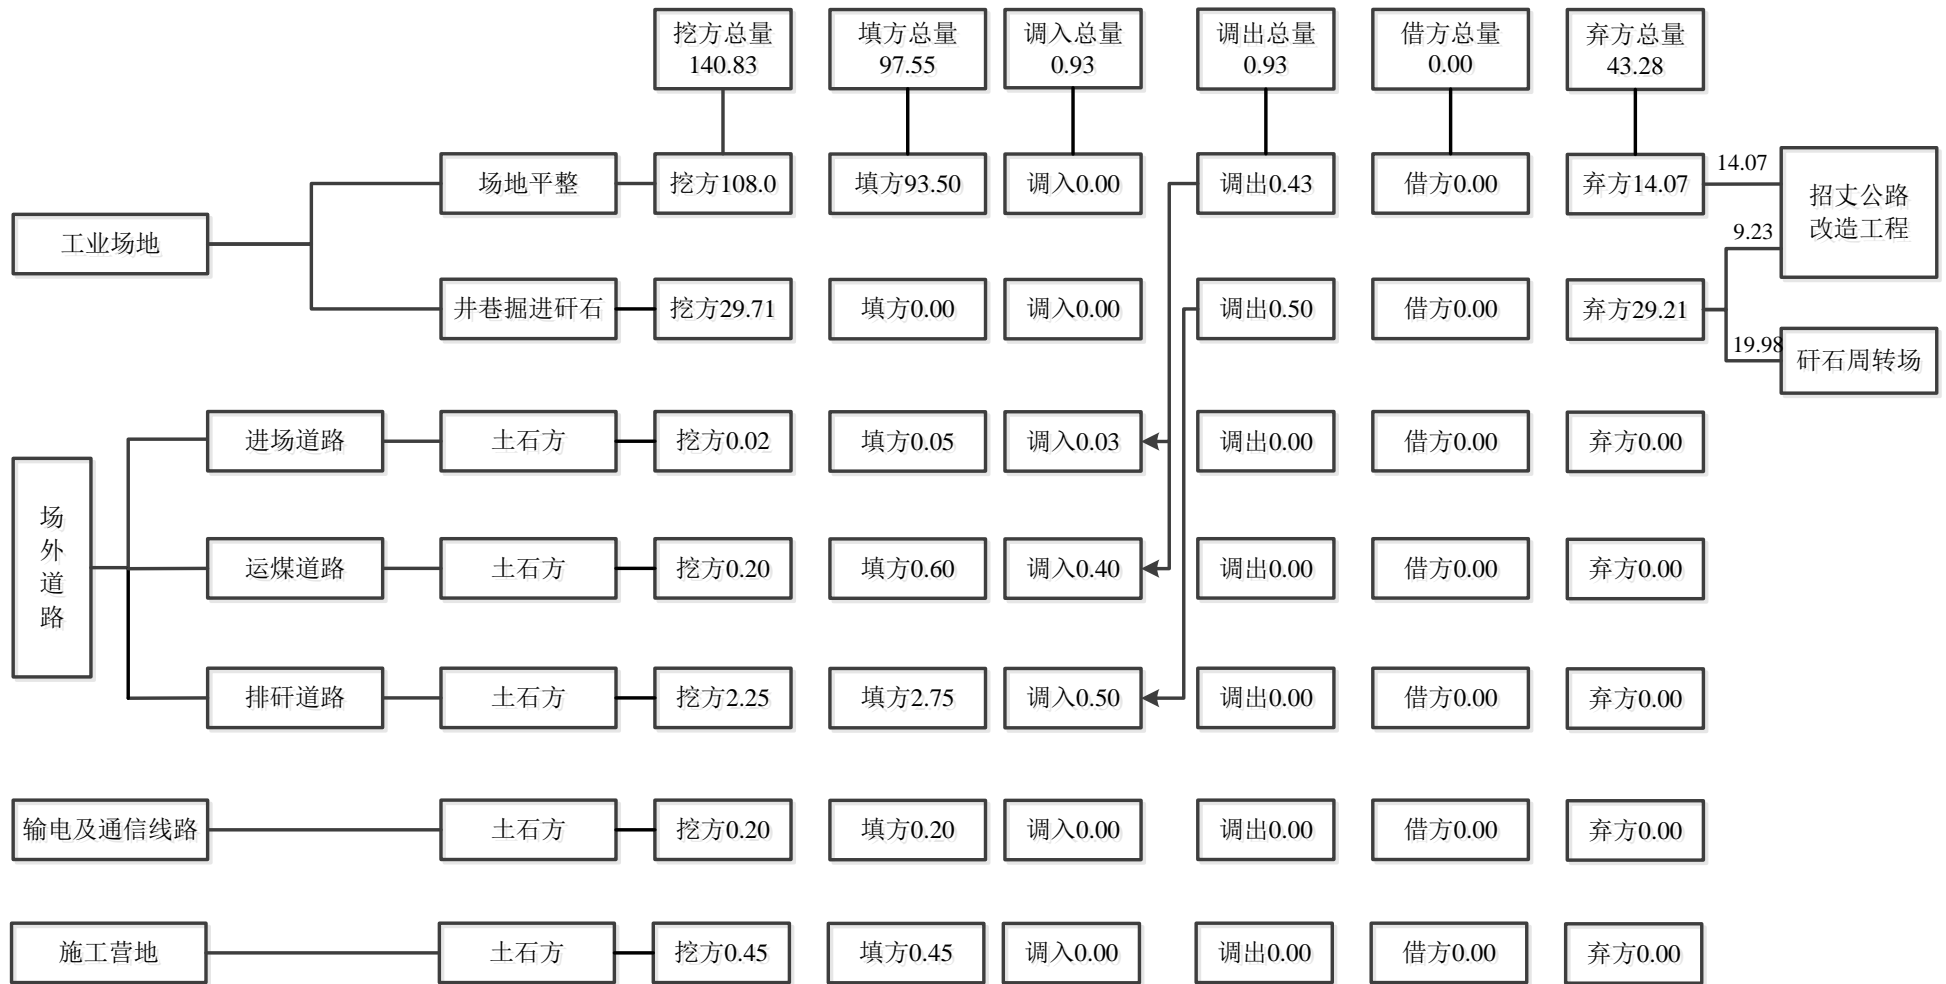 挖方总量
140.83
填方总量
97.55
调入总量
0.93
调出总量
0.93
借方总量
0.00
弃方总量
43.28
工业场地
场地平整
挖方108.0
填方93.50
调入0.00
调出0.43
借方0.00
弃方14.07
14.07
招丈公路
改造工程
9.23
井巷掘进矸石
挖方29.71
填方0.00
调入0.00
调出0.50
借方0.00
弃方29.21
19.98
矸石周转场
场
外
道
路
进场道路
土石方
挖方0.02
填方0.05
调入0.03
调出0.00
借方0.00
弃方0.00
运煤道路
土石方
挖方0.20
填方0.60
调入0.40
调出0.00
借方0.00
弃方0.00
排矸道路
土石方
挖方2.25
填方2.75
调入0.50
调出0.00
借方0.00
弃方0.00
输电及通信线路
土石方
挖方0.20
填方0.20
调入0.00
调出0.00
借方0.00
弃方0.00
施工营地
土石方
挖方0.45
填方0.45
调入0.00
调出0.00
借方0.00
弃方0.00